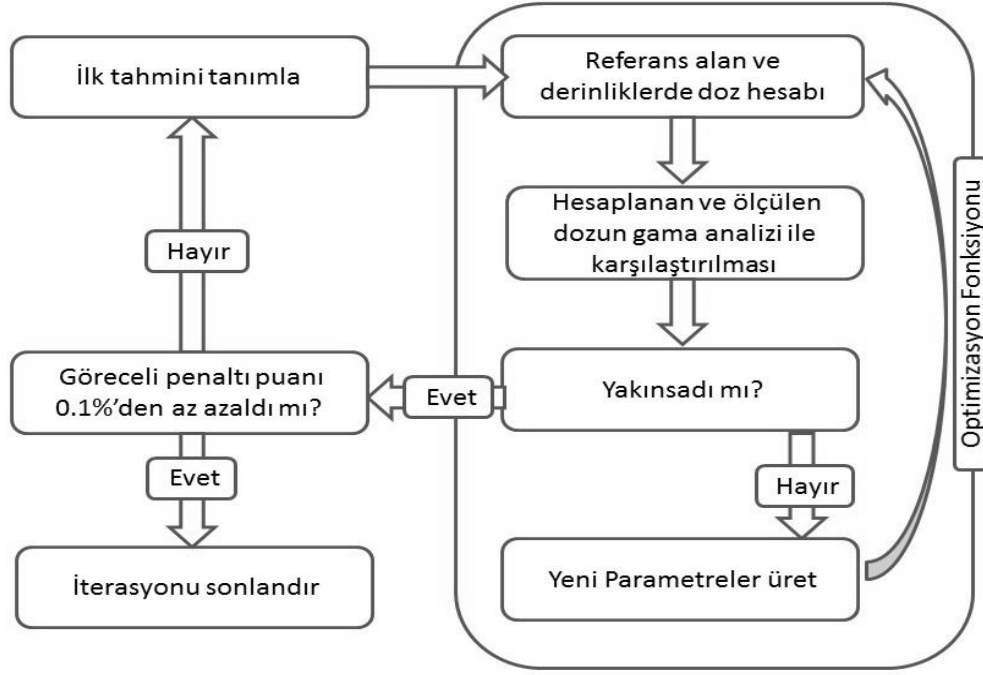 İlk tahmini tanımla
Referans alan ve
derinliklerde doz hesabı
Hesaplanan ve ölçülen
dozun gama analizi ile
karşılaştırılması
Hayır
Göreceli penaltı puanı
0.1%'den az azaldı mı?
Evet
Yakınsadı mı?
Evet
Hayır
İterasyonu sonlandır
Yeni Parametreler üret
Optimizasyon Fonksiyonu